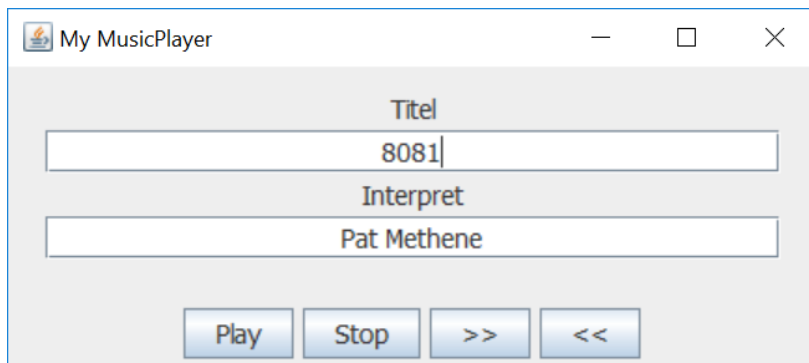 My MusicPlayer
Titel
8081
Interpret
Pat Methene
Play Stop >> <<